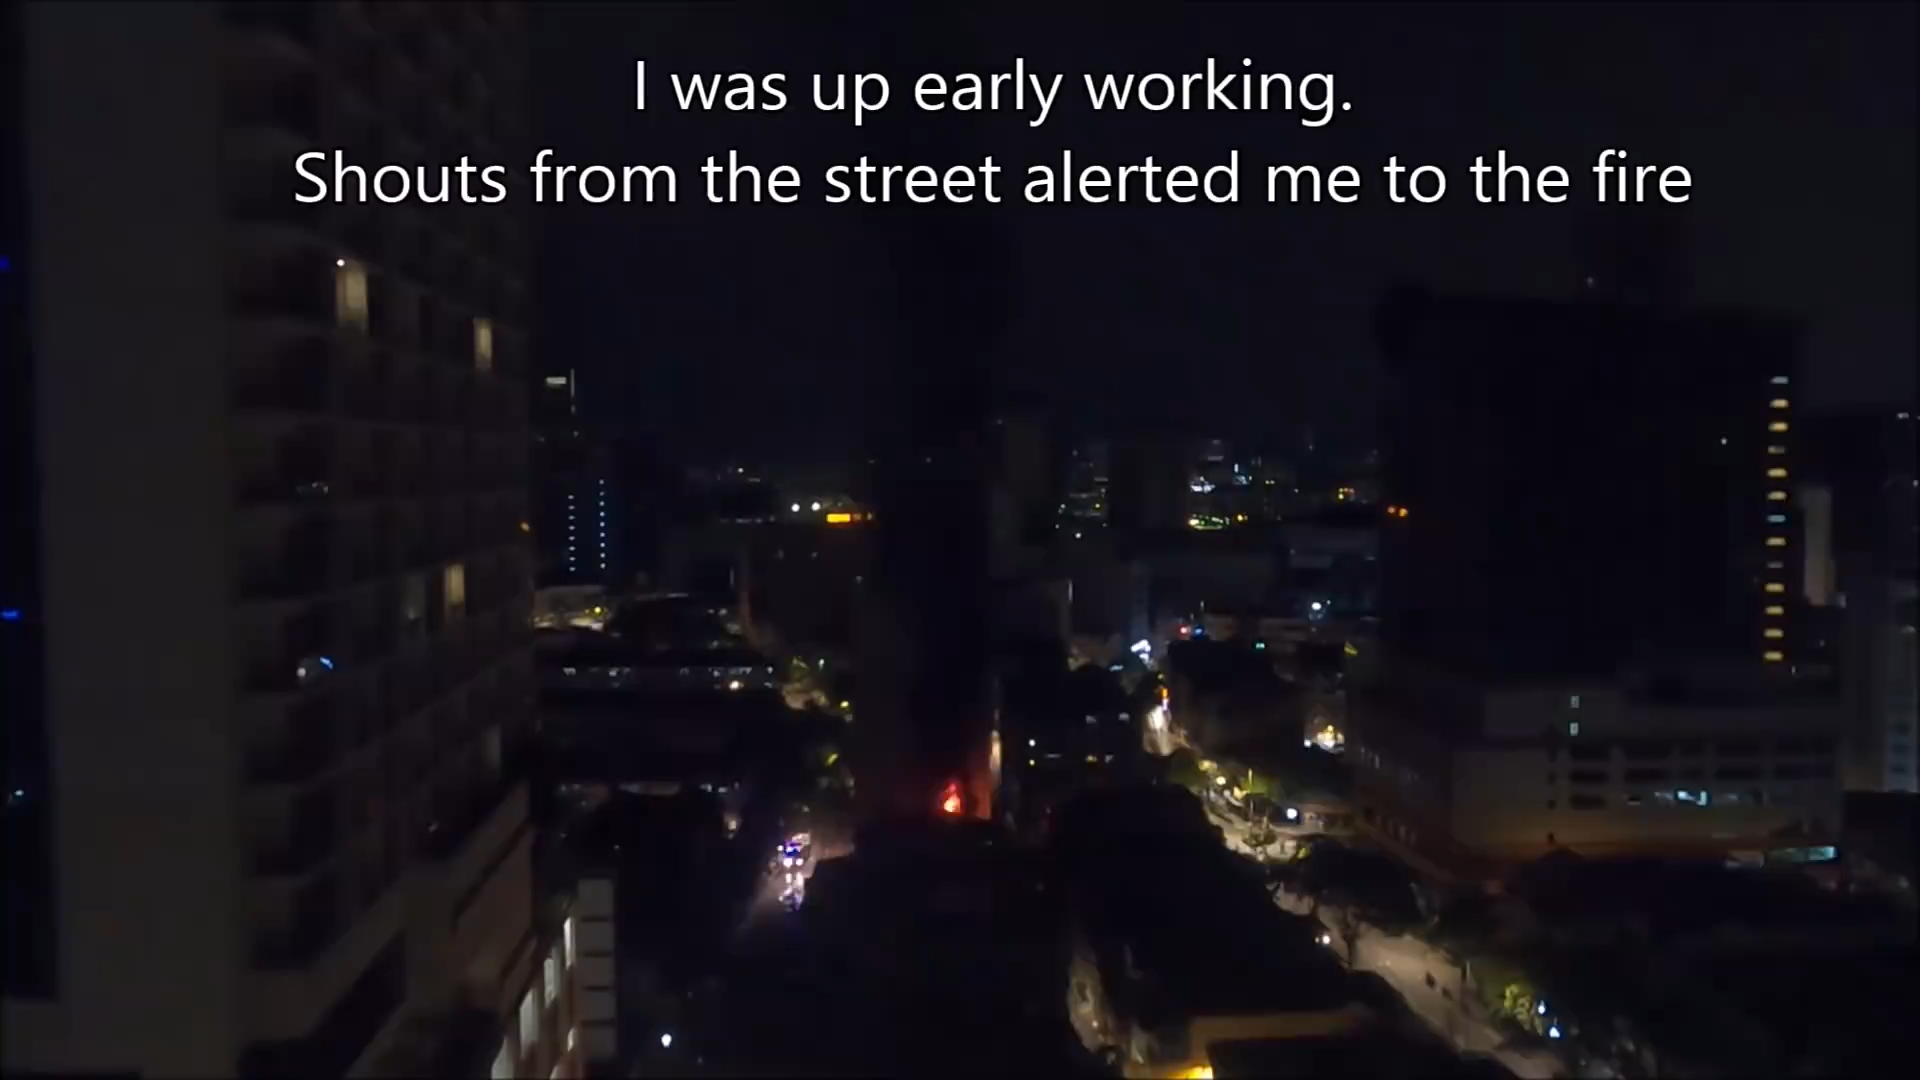 I was up early working.
Shouts from the street alerted me to the fire